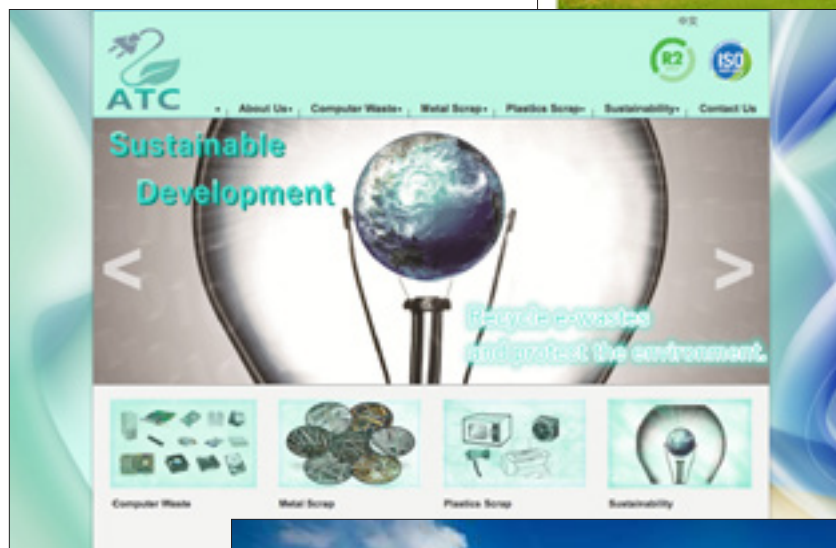 中文
R2
ISO
ATC
About Us
Computer Waste
Metal Scrap
Plastics Scrap
Sustainability
Contact Us
Sustainable
Development
<
>
Recycle e-wastes
and protect the environment.
Computer Waste
Metal Scrap
Plastics Scrap
Sustainability